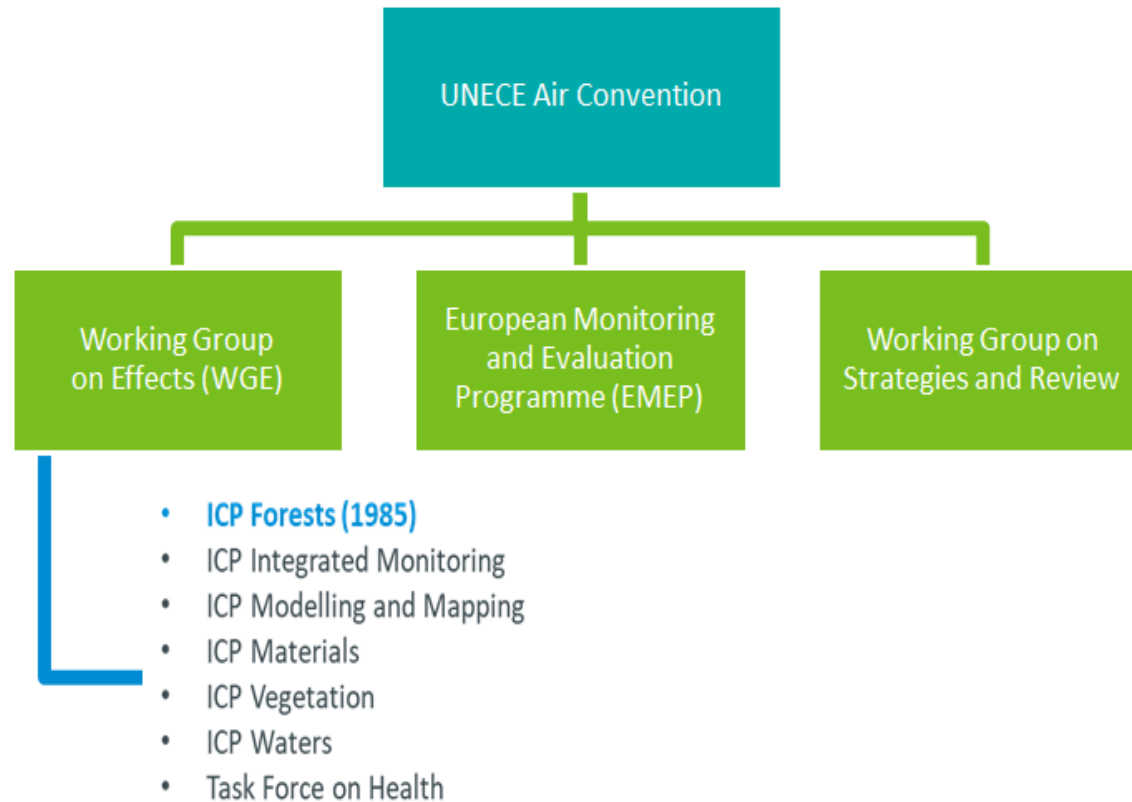 UNECE Air Convention
Working Group
on Effects (WGE)
European Monitoring
and Evaluation
Programme (EMEP)
Working Group on
Strategies and Review
• ICP Forests (1985)
• ICP Integrated Monitoring
• ICP Modelling and Mapping
• ICP Materials
• ICP Vegetation
• ICP Waters
• Task Force on Health